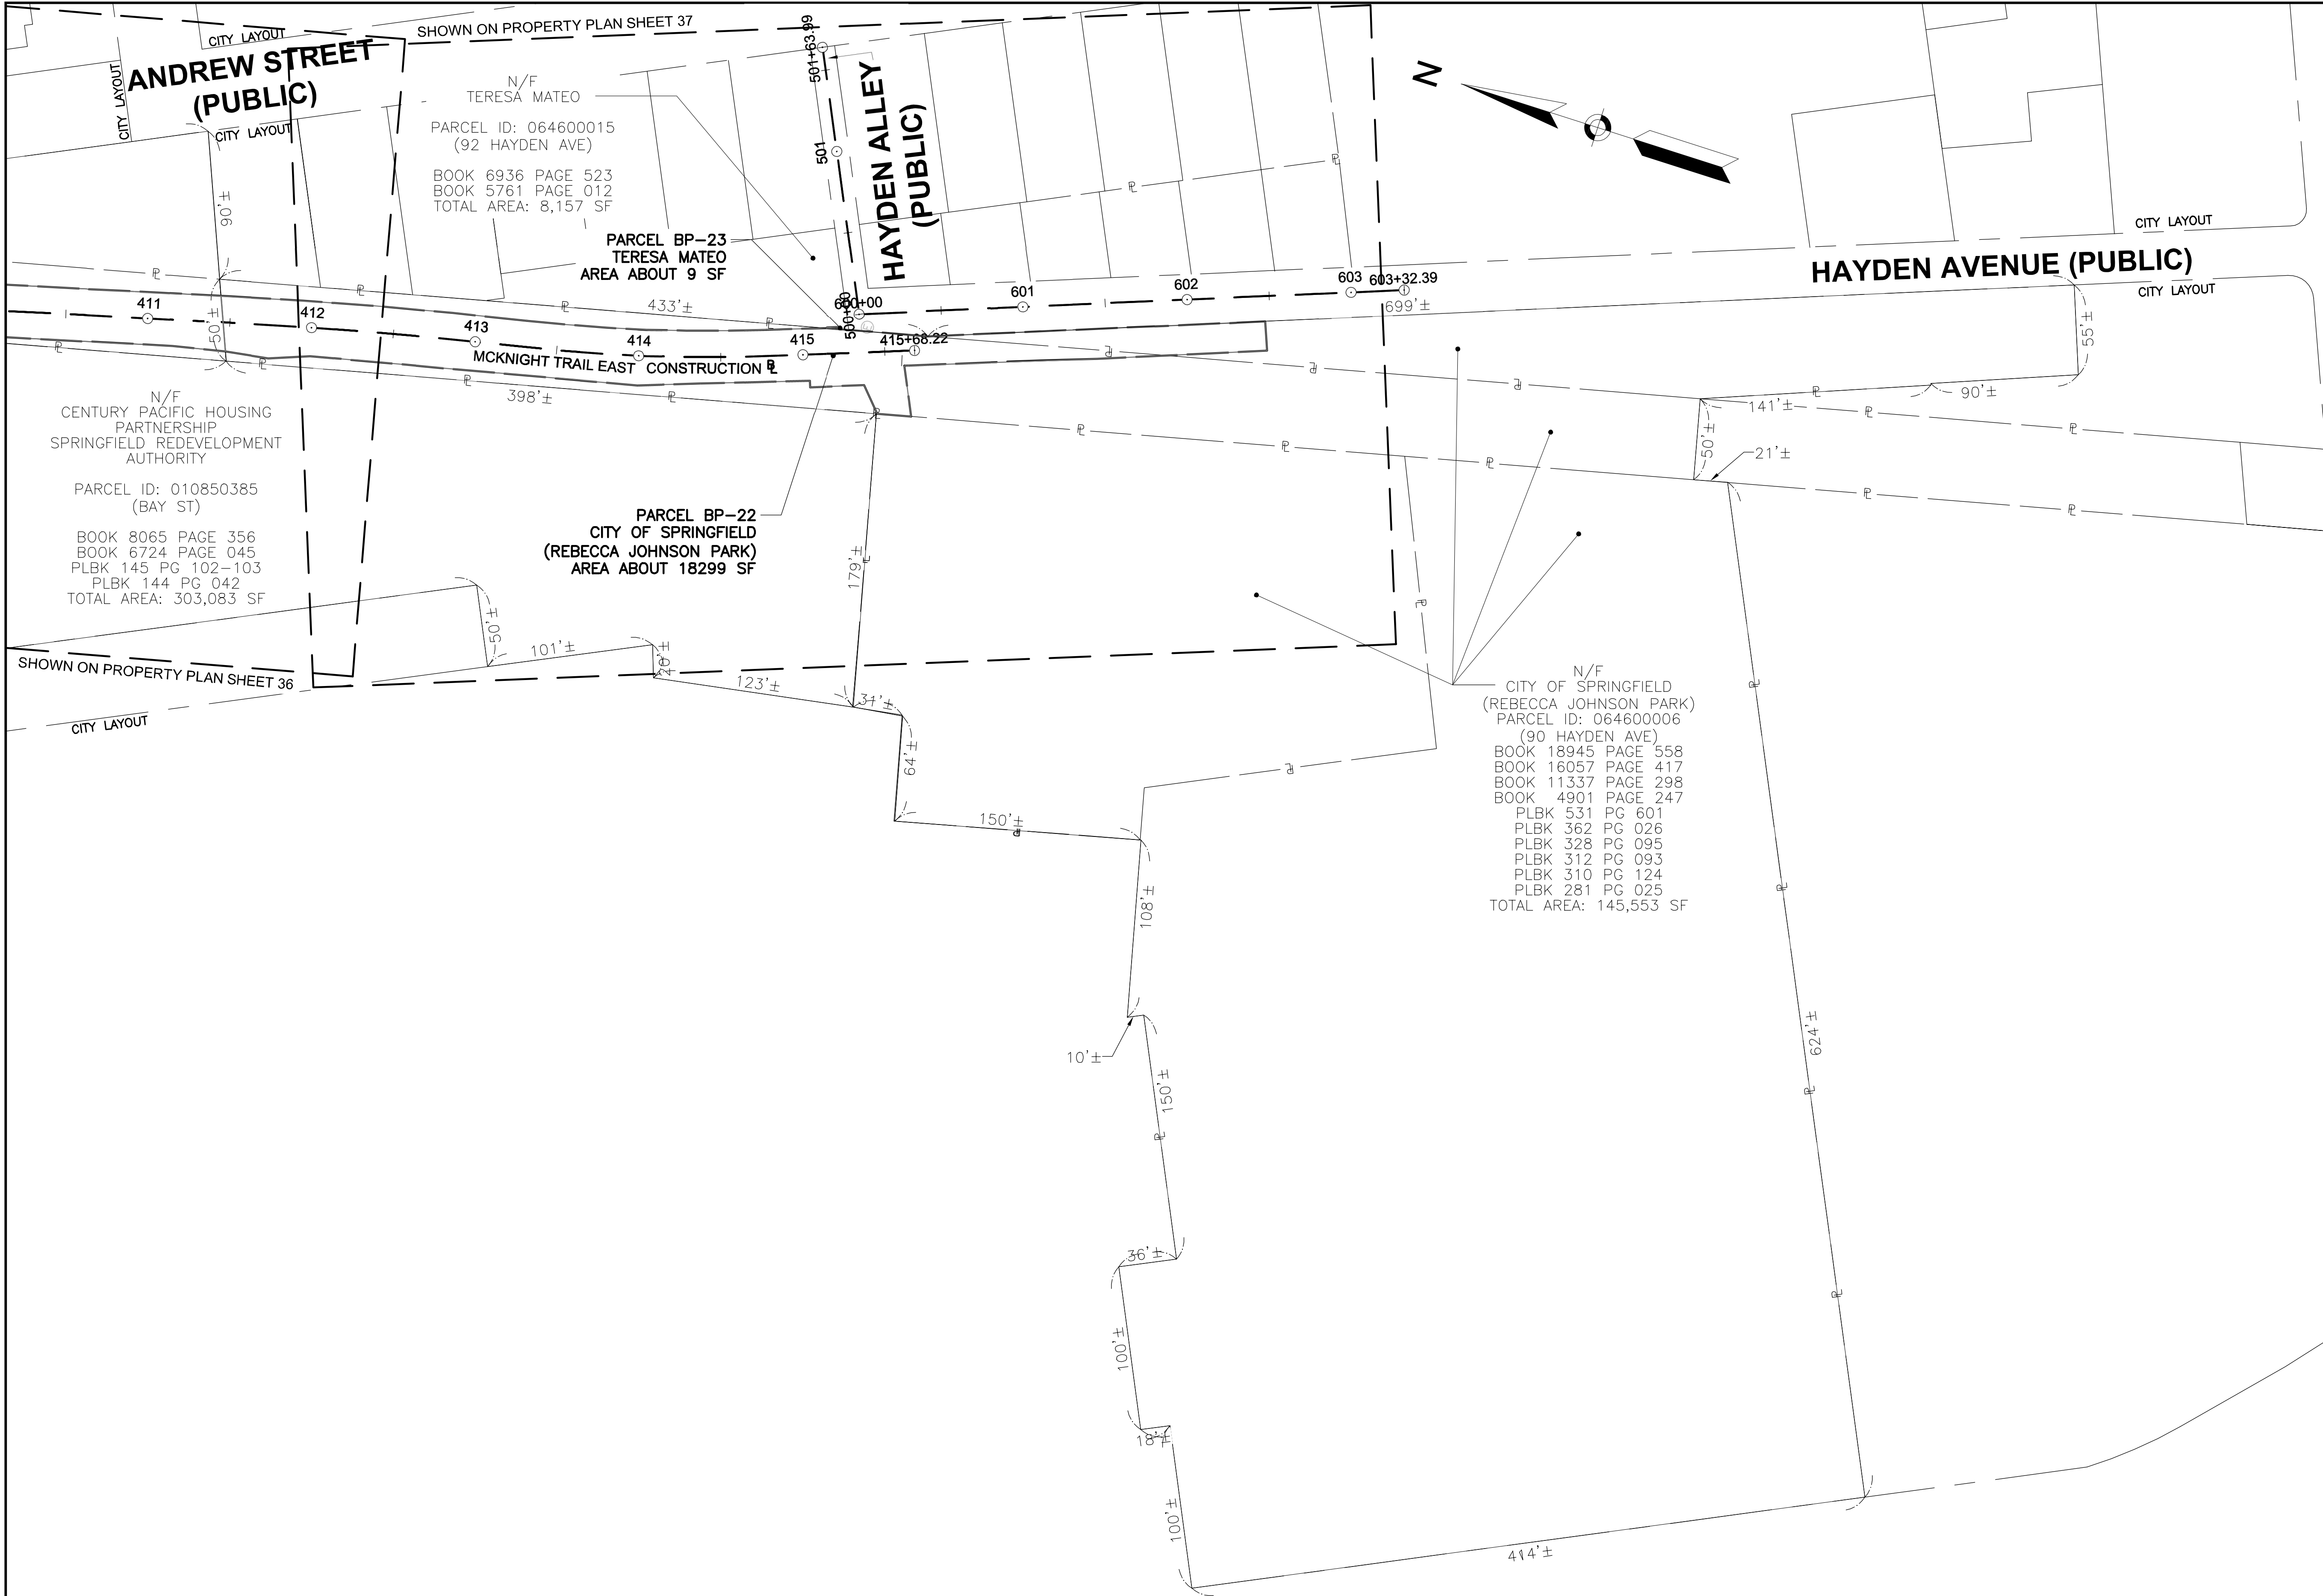 SHOWN ON PROPERTY PLAN SHEET 37
CITY LAYOUT
ANDREW STREET
(PUBLIC)
CITY LAYOUT
CITY LAYOUT
N/F
TERESA MATEO
PARCEL ID: 064600015
(92 HAYDEN AVE)
BOOK 6936 PAGE 523
BOOK 5761 PAGE 012
TOTAL AREA: 8,157 SF
PARCEL BP-23
TERESA MATEO
AREA ABOUT 9 SF
501+63.99
501
500+00
HAYDEN ALLEY
(PUBLIC)
N
CITY LAYOUT
HAYDEN AVENUE (PUBLIC)
CITY LAYOUT
90'±
50'±
433'±
600+00
601
602
603
603+32.39
699'±
55'±
411
412
413
414
415
415+68.22
MCKNIGHT TRAIL EAST CONSTRUCTION BL
398'±
141'±
90'±
50'±
21'±
N/F
CENTURY PACIFIC HOUSING
PARTNERSHIP
SPRINGFIELD REDEVELOPMENT
AUTHORITY
PARCEL ID: 010850385
(BAY ST)
BOOK 8065 PAGE 356
BOOK 6724 PAGE 045
PLBK 145 PG 102-103
PLBK 144 PG 042
TOTAL AREA: 303,083 SF
PARCEL BP-22
CITY OF SPRINGFIELD
(REBECCA JOHNSON PARK)
AREA ABOUT 18299 SF
179'±
50'±
101'±
20'±
SHOWN ON PROPERTY PLAN SHEET 36
CITY LAYOUT
123'±
31'±
64'±
150'±
108'±
N/F
CITY OF SPRINGFIELD
(REBECCA JOHNSON PARK)
PARCEL ID: 064600006
(90 HAYDEN AVE)
BOOK 18945 PAGE 558
BOOK 16057 PAGE 417
BOOK 11337 PAGE 298
BOOK 4901 PAGE 247
PLBK 531 PG 601
PLBK 362 PG 026
PLBK 328 PG 095
PLBK 312 PG 093
PLBK 310 PG 124
PLBK 281 PG 025
TOTAL AREA: 145,553 SF
10'±
150'±
624'±
36'±
100'±
18'±
100'±
414'±